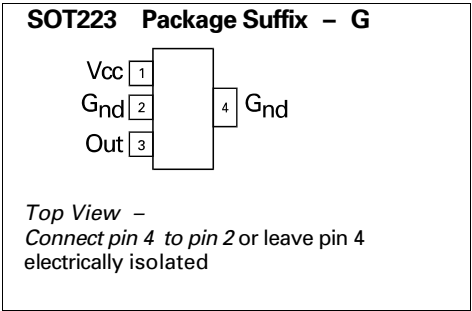 SOT223 Package Suffix – G
Vcc 1
Gnd 2
4 Gnd
Out 3
Top View –
Connect pin 4 to pin 2 or leave pin 4
electrically isolated